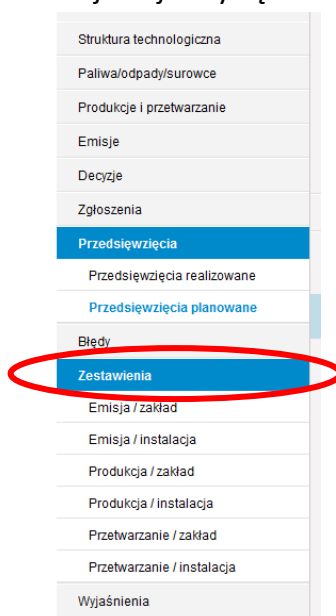 Struktura technologiczna
Paliwa/odpady/surowce
Produkcje i przetwarzanie
Emisje
Decyzje
Zgłoszenia
Przedsięwzięcia
Przedsięwzięcia realizowane
Przedsięwzięcia planowane
Błędy
Zestawienia
Emisja / zakład
Emisja / instalacja
Produkcja / zakład
Produkcja / instalacja
Przetwarzanie / zakład
Przetwarzanie / instalacja
Wyjaśnienia